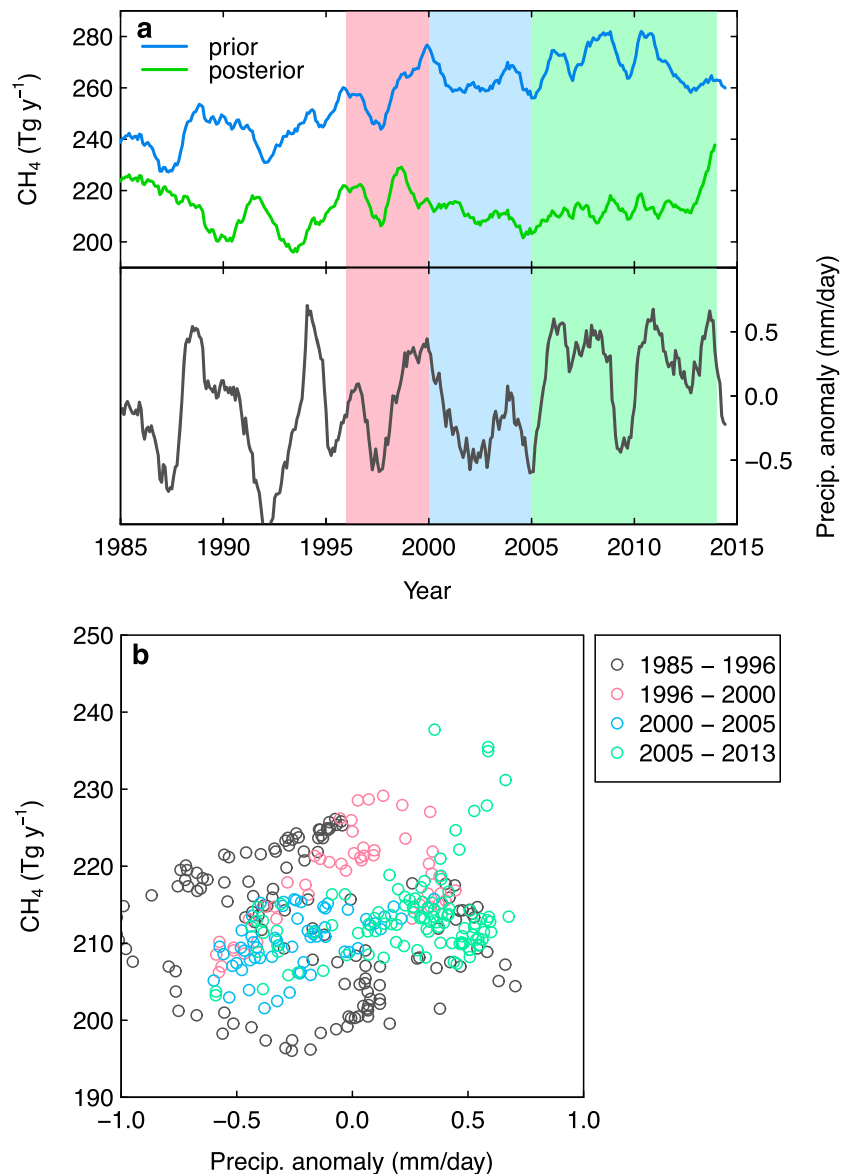 a
prior
posterior
280
260
240
220
200
CH₄ (Tg y⁻¹)
0.5
0.0
−0.5
Precip. anomaly (mm/day)
1985 1990 1995 2000 2005 2010 2015
Year
b
250
240
230
220
210
200
190
CH₄ (Tg y⁻¹)
−1.0 −0.5 0.0 0.5 1.0
Precip. anomaly (mm/day)
1985 − 1996
1996 − 2000
2000 − 2005
2005 − 2013